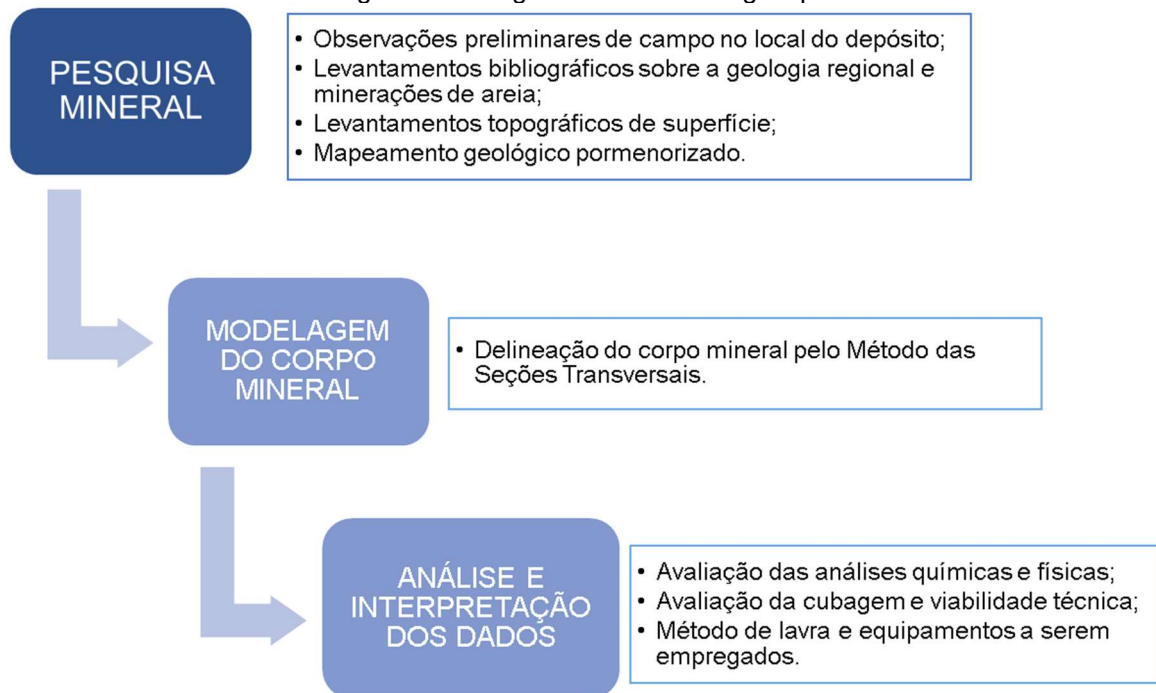 PESQUISA
MINERAL
• Observações preliminares de campo no local do depósito;
• Levantamentos bibliográficos sobre a geologia regional e
minerações de areia;
• Levantamentos topográficos de superfície;
• Mapeamento geológico pormenorizado.
MODELAGEM
DO CORPO
MINERAL
• Delineação do corpo mineral pelo Método das
Seções Transversais.
ANÁLISE E
INTERPRETAÇÃO
DOS DADOS
• Avaliação das análises químicas e físicas;
• Avaliação da cubagem e viabilidade técnica;
• Método de lavra e equipamentos a serem
empregados.